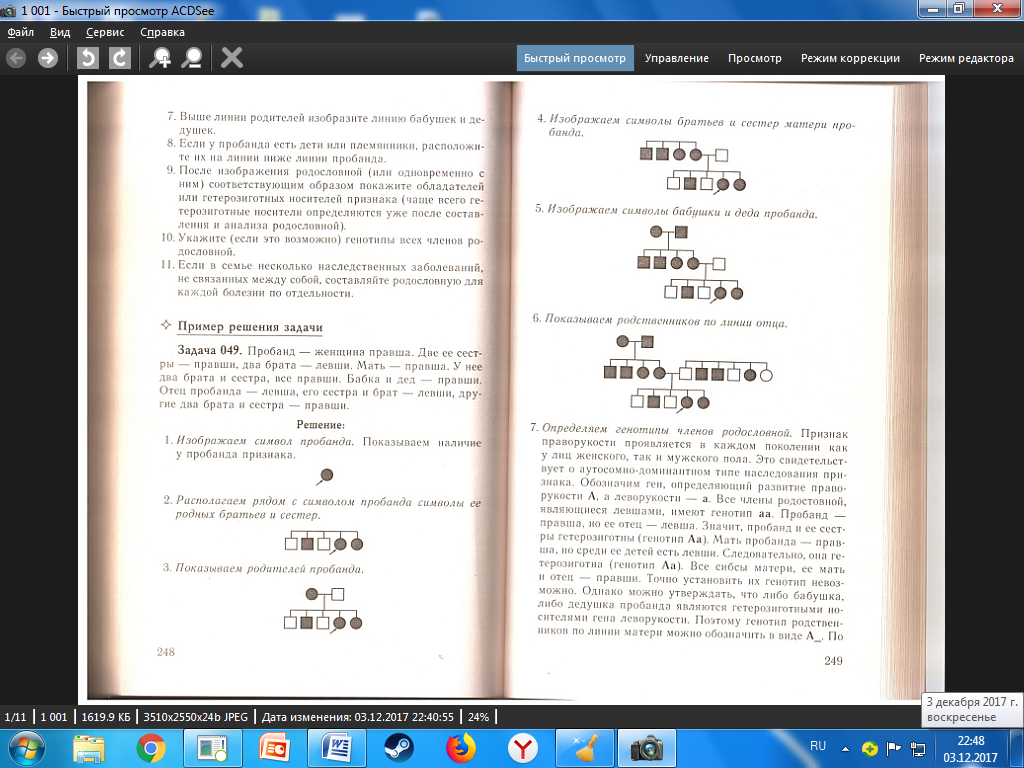 1 001 - Быстрый просмотр ACDSee
Файл Вид Сервис Справка
Быстрый просмотр Управление Просмотр Режим коррекции Режим редактора
7. Выше линии родителей изобразите линию бабушек и де-
душек.
8. Если у пробанда есть дети или племянники, расположи-
те их на линии ниже линии пробанда.
9. После изображения родословной (или одновременно с
ним) соответствующим образом покажите обладателей
или гетерозиготных носителей признака (чаще всего ге-
терозиготные носители определяются уже после состав-
ления и анализа родословной).
10. Укажите (если это возможно) генотипы всех членов ро-
дословной.
11. Если в семье несколько наследственных заболеваний,
не связанных между собой, составляйте родословную для
каждой болезни по отдельности.
Пример решения задачи
Задача 049. Пробанд — женщина правша. Две ее сест-
ры — правши, два брата — левши. Мать — правша. У нее
два брата и сестра, все правши. Бабка и дед — правши.
Отец пробанда — левша, его сестра и брат — левши, дру-
гие два брата и сестра — правши.
Решение:
1. Изображаем символ пробанда. Показываем наличие
у пробанда признака.
2. Располагаем рядом с символом пробанда символы ее
родных братьев и сестер.
3. Показываем родителей пробанда.
248
4. Изображаем символы братьев и сестер матери про-
банда.
5. Изображаем символы бабушки и деда пробанда.
6. Показываем родственников по линии отца.
7. Определяем генотипы членов родословной. Признак
праворукости проявляется в каждом поколении как
у лиц женского, так и мужского пола. Это свидетельст-
вует о аутосомно-доминантном типе наследования при-
знака. Обозначим ген, определяющий развитие право-
рукости А, а леворукости — а. Все члены родостовной,
являющиеся левшами, имеют генотип аа. Пробанд —
правша, но ее отец — левша. Значит, пробанд и ее сест-
ры гетерозиготны (генотип Аа). Мать пробанда — прав-
ша, но среди ее детей есть левши. Следовательно, она ге-
терозиготна (генотип Аа). Все сибсы матери, ее мать
и отец — правши. Точно установить их генотип невоз-
можно. Однако можно утверждать, что либо бабушка,
либо дедушка пробанда являются гетерозиготными но-
сителями гена леворукости. Поэтому генотип родствен-
ников по линии матери можно обозначить в виде А_. По
249
1/11 1 001 1619.9 КБ 3510x2550x24b JPEG Дата изменения: 03.12.2017 22:40:55 24%
3 декабря 2017 г.
воскресенье
RU 22:48
03.12.2017